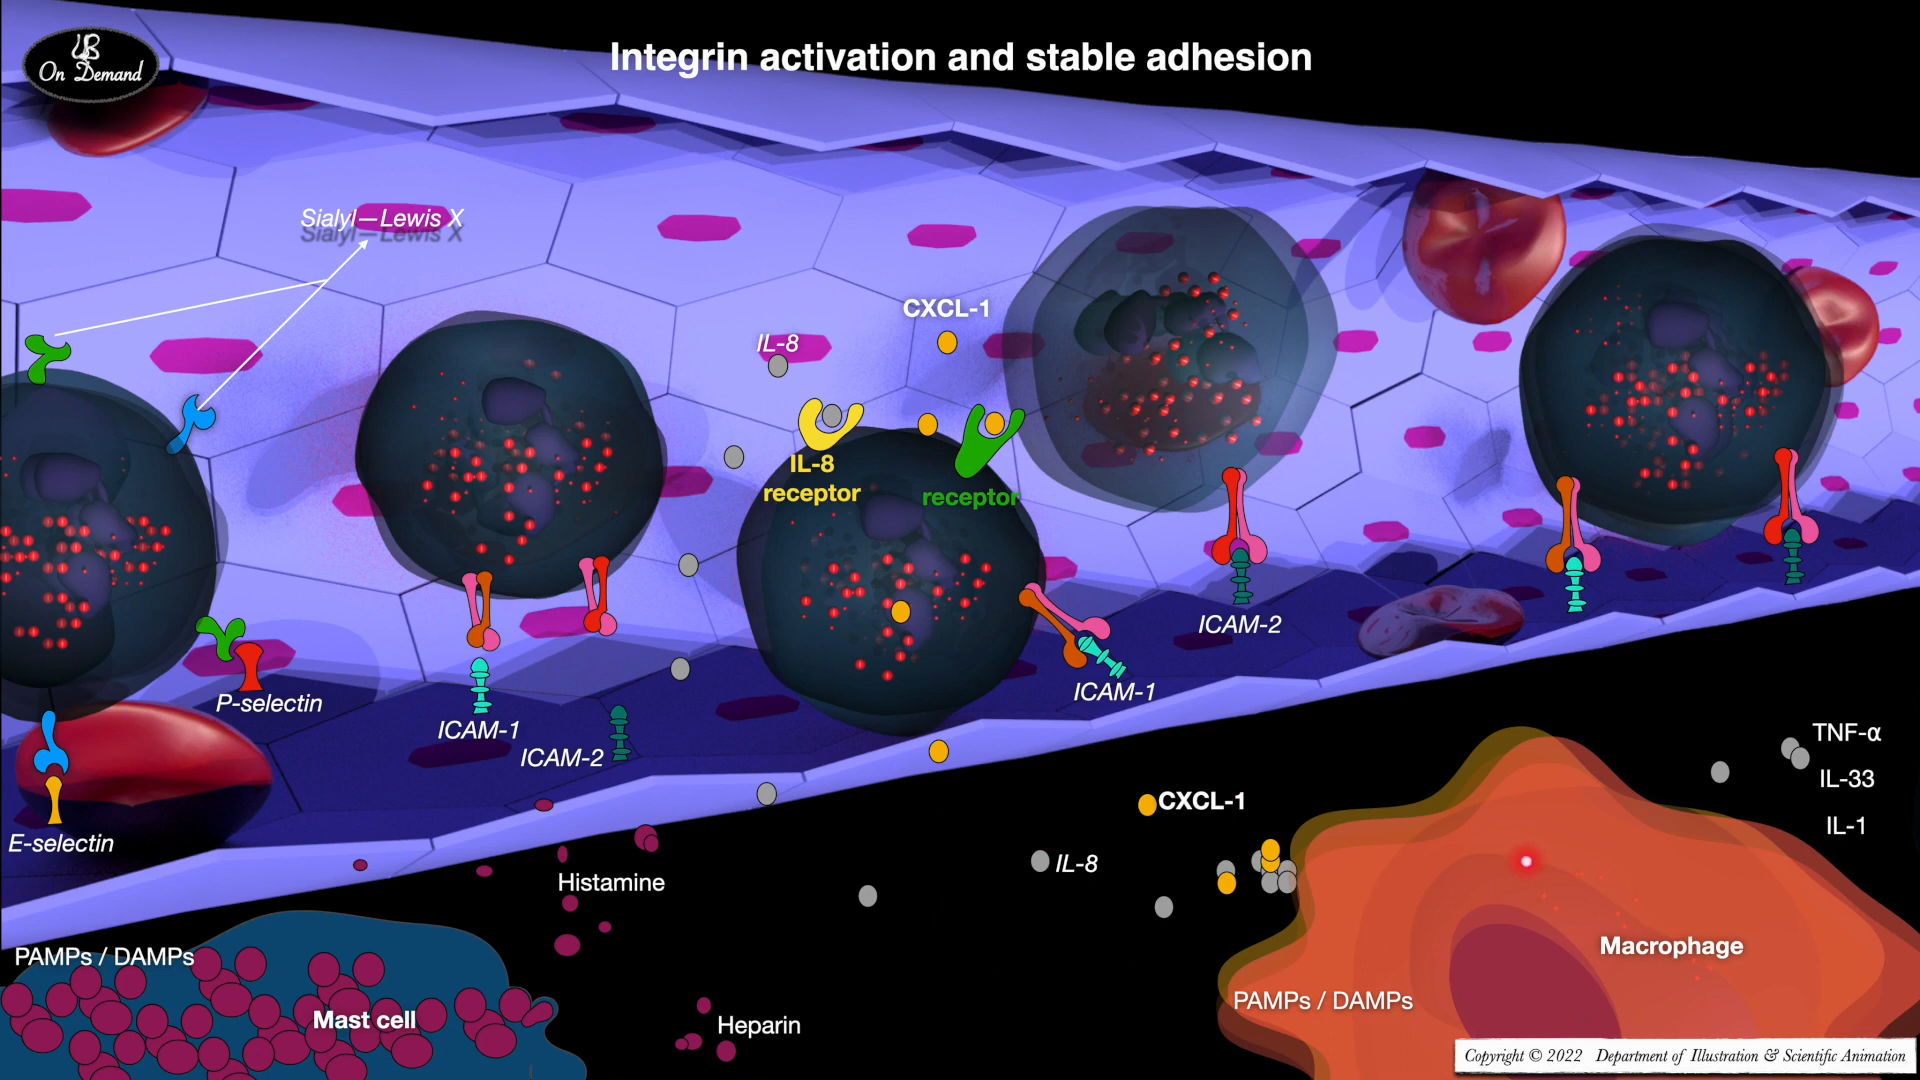 On Demand
Integrin activation and stable adhesion
Sialyl—Lewis X
CXCL-1
IL-8
IL-8
receptor
receptor
P-selectin
ICAM-1
ICAM-2
ICAM-1
ICAM-2
E-selectin
CXCL-1
IL-8
TNF-α
IL-33
IL-1
Histamine
PAMPs / DAMPs
Mast cell
Heparin
Macrophage
PAMPs / DAMPs
Copyright © 2022 Department of Illustration & Scientific Animation